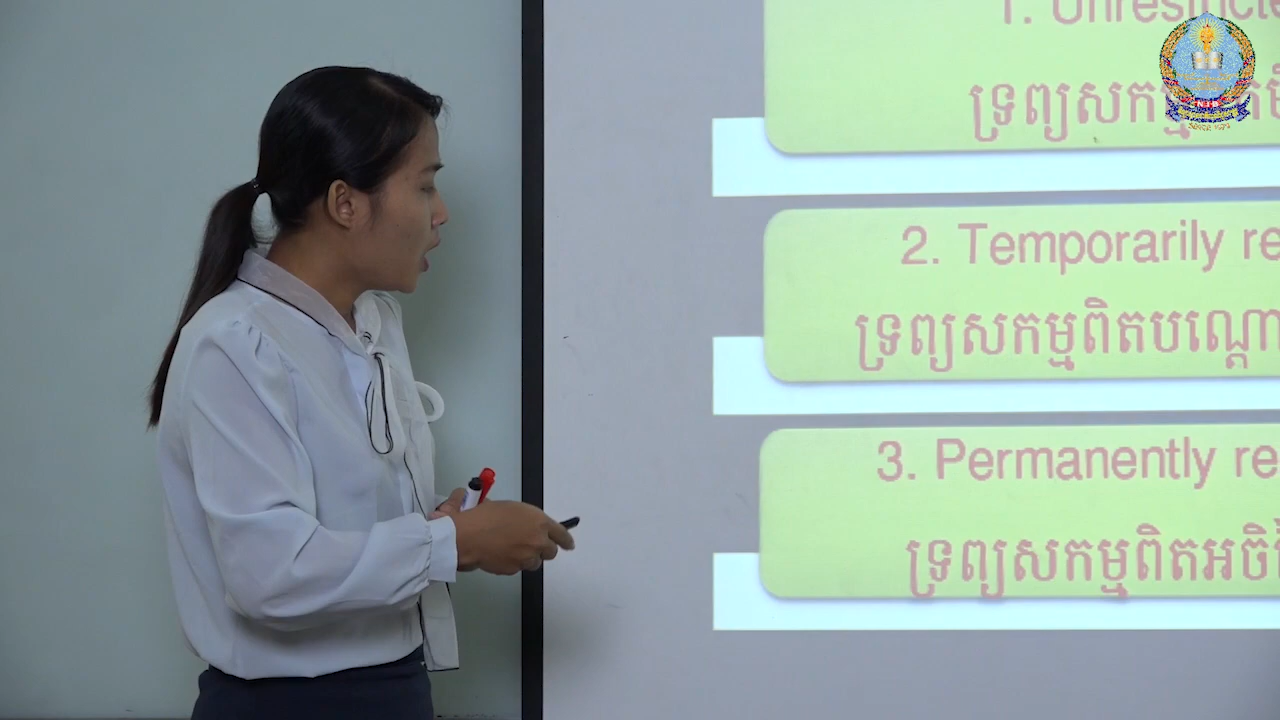 1. Unrestricte
ទ្រព្យសកម្ម
2. Temporarily re
ទ្រព្យសកម្មពិតបណ្តោ
3. Permanently re
ទ្រព្យសកម្មពិតអចិ